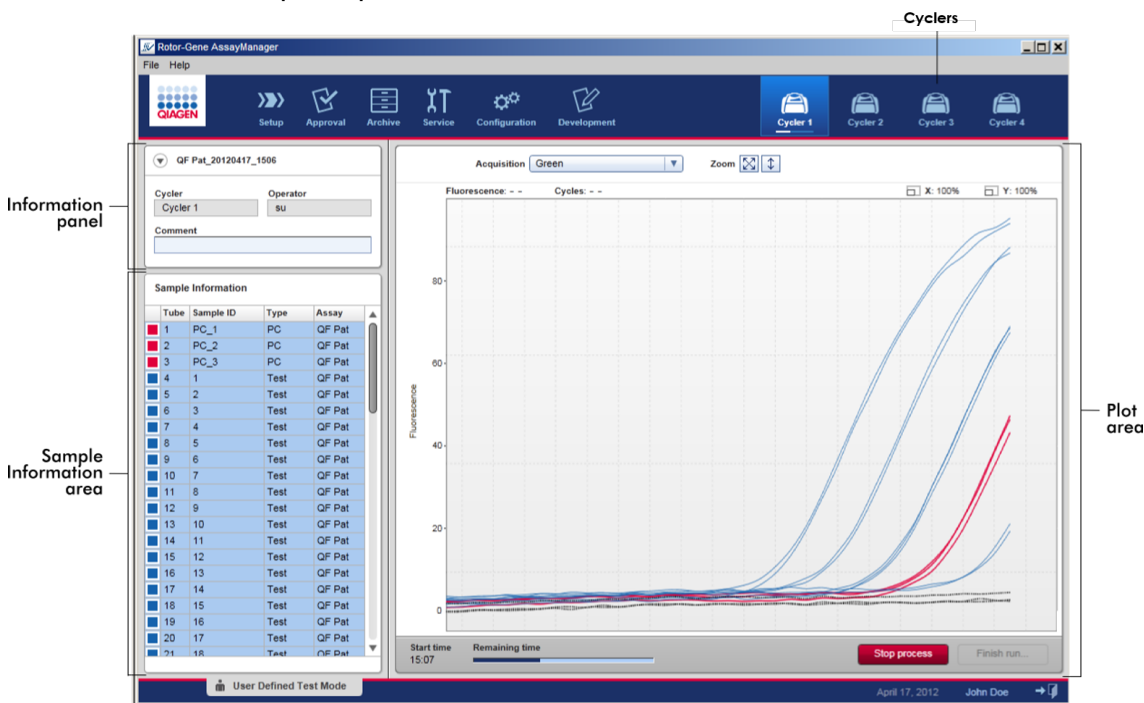 Cyclers
Rotor-Gene AssayManager
File Help
QIAGEN
Setup Approval Archive Service Configuration Development Cycler 1 Cycler 2 Cycler 3 Cycler 4
Information
panel
QF Pat_20120417_1506
Cycler Operator
Cycler 1 su
Comment
Sample
Information
area
Sample Information
Tube Sample ID Type Assay
1 PC_1 PC QF Pat
2 PC_2 PC QF Pat
3 PC_3 PC QF Pat
4 1 Test QF Pat
5 2 Test QF Pat
6 3 Test QF Pat
7 4 Test QF Pat
8 5 Test QF Pat
9 6 Test QF Pat
10 7 Test QF Pat
11 8 Test QF Pat
12 9 Test QF Pat
13 10 Test QF Pat
14 11 Test QF Pat
15 12 Test QF Pat
16 13 Test QF Pat
17 14 Test QF Pat
18 15 Test QF Pat
19 16 Test QF Pat
20 17 Test QF Pat
21 18 Test QF Pat
Acquisition Green Zoom
Fluorescence: - - Cycles: - - X: 100% Y: 100%
80
60
Fluorescence
40
20
0
Plot
area
Start time Remaining time
15:07
Stop process Finish run...
User Defined Test Mode
April 17, 2012 John Doe